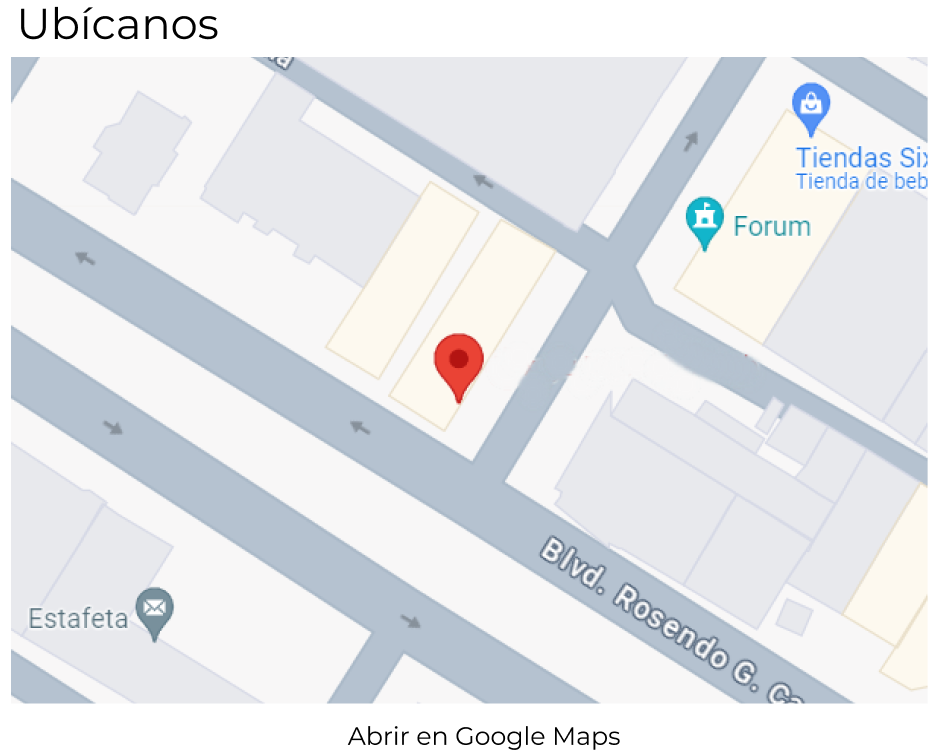 Ubícanos
Tiendas Six
Tienda de beb
Forum
Estafeta
Blvd. Rosendo G. Ca
Abrir en Google Maps